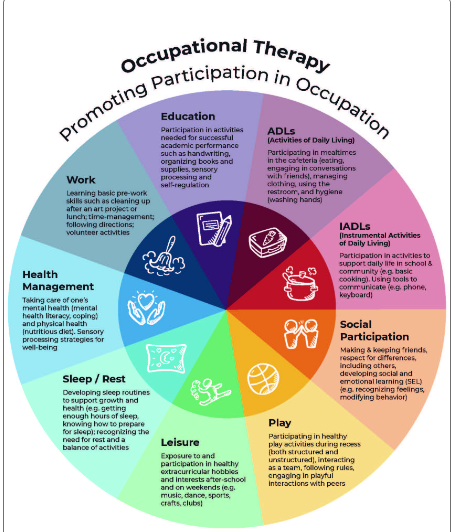 Occupational Therapy
Promoting Participation in Occupation
Education
Participation in activities
needed for successful
academic performance
such as handwriting,
organizing books and
supplies, sensory
processing and
self-regulation
ADLs
(Activities of Daily Living)
Participating in mealtimes
in the cafeteria (eating,
engaging in conversations
with friends), managing
clothing, using the
restroom, and hygiene
(washing hands)
IADLs
(Instrumental Activities
of Daily Living)
Participation in activities to
support daily life in school &
community (e.g. basic
cooking). Using tools to
communicate (e.g. phone,
keyboard)
Social
Participation
Making & keeping friends,
respect for differences,
including others,
developing social and
emotional learning (SEL)
(e.g. recognizing feelings,
modifying behavior)
Play
Participating in healthy
play activities during recess
(both structured and
unstructured), interacting
as a team, following rules,
engaging in playful
interactions with peers
Leisure
Exposure to and
participation in healthy
extracurricular hobbies
and interests after-school
and on weekends (e.g.
music, dance, sports,
crafts, clubs)
Sleep / Rest
Developing sleep routines
to support growth and
health (e.g. getting
enough hours of sleep,
knowing how to prepare
for sleep); recognizing the
need for rest and a
balance of activities
Health
Management
Taking care of one's
mental health (mental
health literacy, coping)
and physical health
(nutritious diet). Sensory
processing strategies for
well-being
Work
Learning basic pre-work
skills such as cleaning up
after an art project or
lunch; time-management;
following directions;
volunteer activities